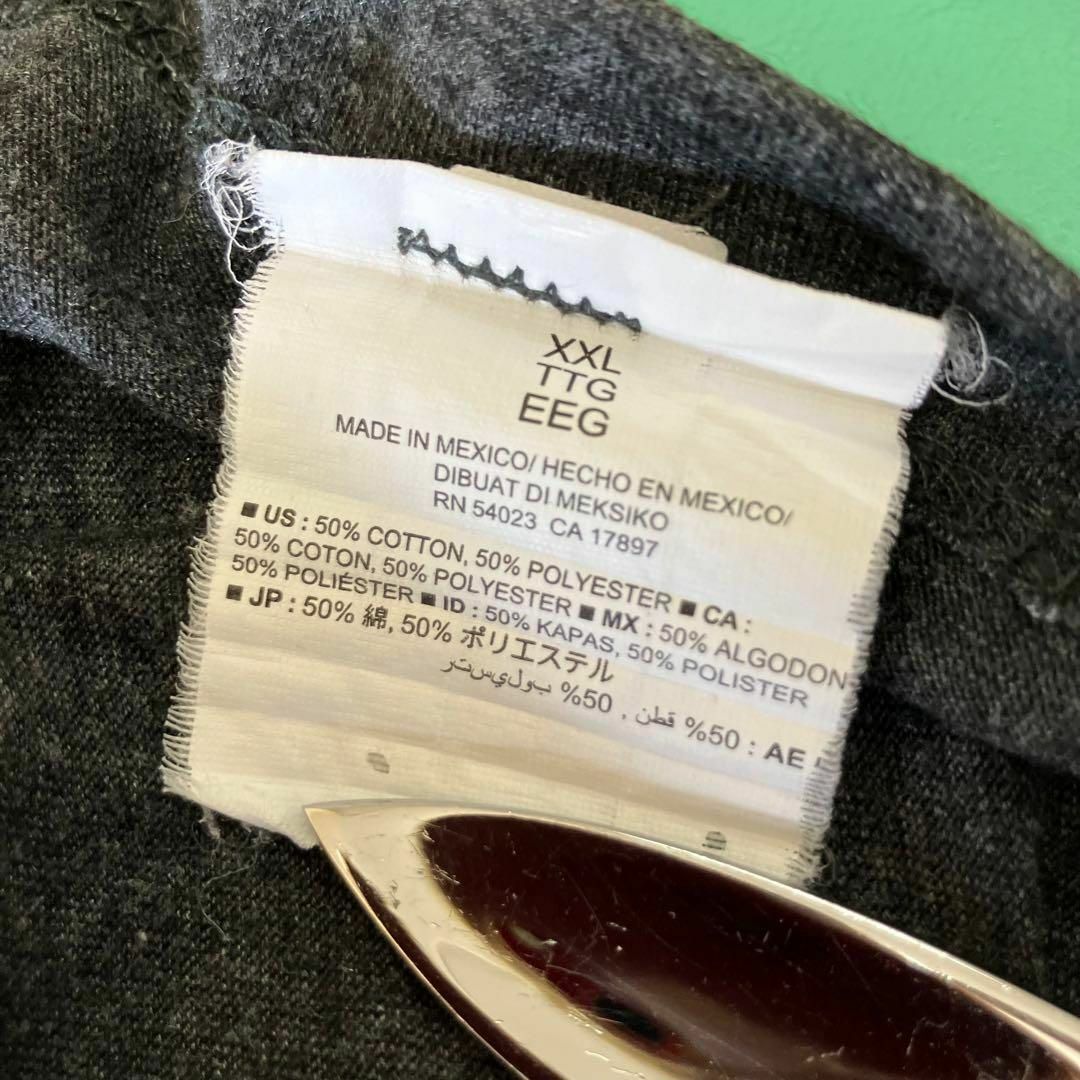 XXL
TTG
EEG
MADE IN MEXICO/ HECHO EN MEXICO/
DIBUAT DI MEKSIKO
RN 54023 CA 17897
■ US : 50% COTTON, 50% POLYESTER ■ CA :
50% COTON, 50% POLYESTER ■ MX : 50% ALGODON
50% POLIÉSTER ■ ID : 50% KAPAS, 50% POLISTER
■ JP : 50% 綿, 50% ポリエステル
AE : 50% قطن , 50% بوليستر